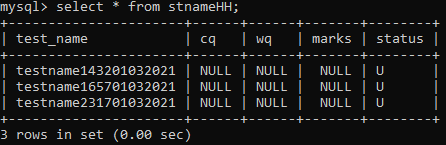 mysql> select * from stnameHH;
+--------------------+------+------+-------+--------+
| test_name          | cq   | wq   | marks | status |
+--------------------+------+------+-------+--------+
| testname143201032021 | NULL | NULL |  NULL | U      |
| testname165701032021 | NULL | NULL |  NULL | U      |
| testname231701032021 | NULL | NULL |  NULL | U      |
+--------------------+------+------+-------+--------+
3 rows in set (0.00 sec)